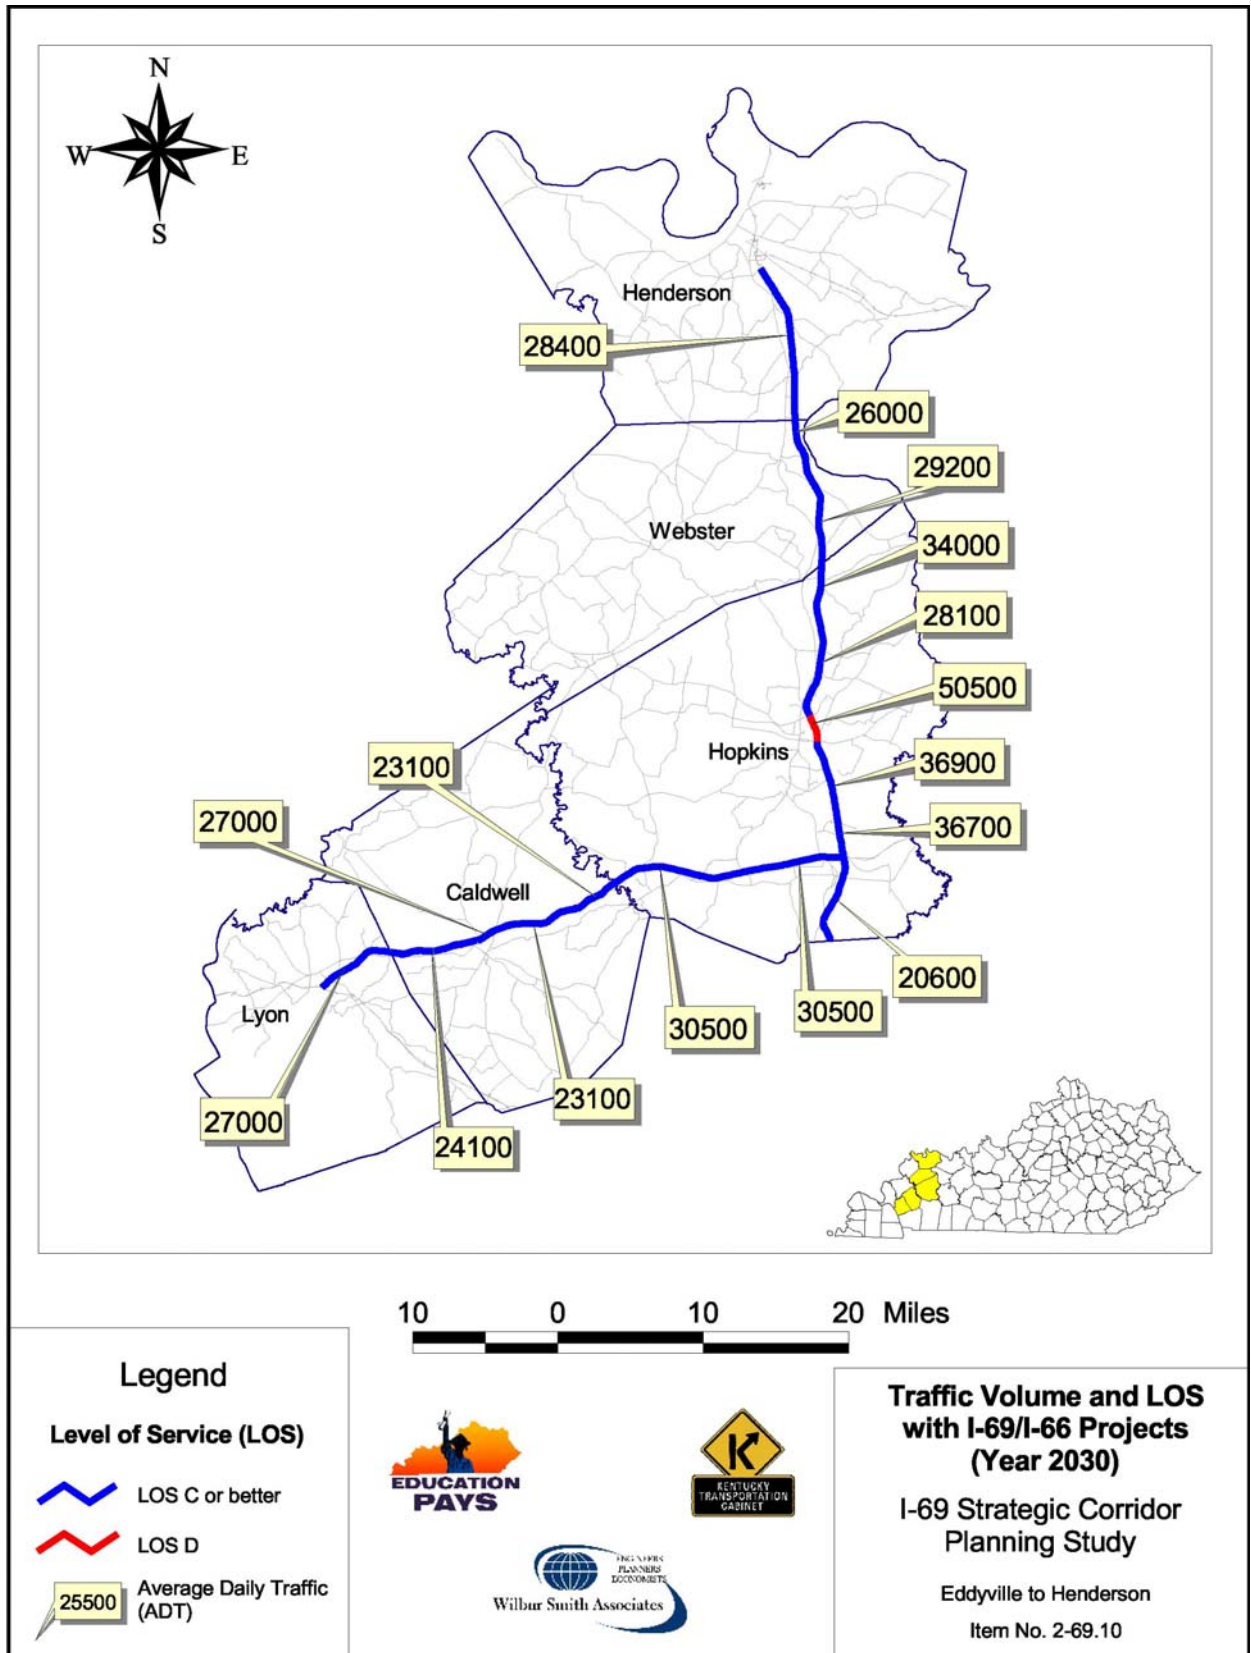 N
W
E
S
Henderson
28400
26000
29200
Webster
34000
28100
50500
Hopkins
23100
36900
27000
36700
Caldwell
20600
Lyon
30500
30500
23100
27000
24100
10 0 10 20 Miles
Legend
Level of Service (LOS)
LOS C or better
LOS D
25500
Average Daily Traffic
(ADT)
EDUCATION
PAYS
KENTUCKY
TRANSPORTATION
CABINET
ENGINEERS
PLANNERS
ECONOMISTS
Wilbur Smith Associates
Traffic Volume and LOS
with I-69/I-66 Projects
(Year 2030)
I-69 Strategic Corridor
Planning Study
Eddyville to Henderson
Item No. 2-69.10